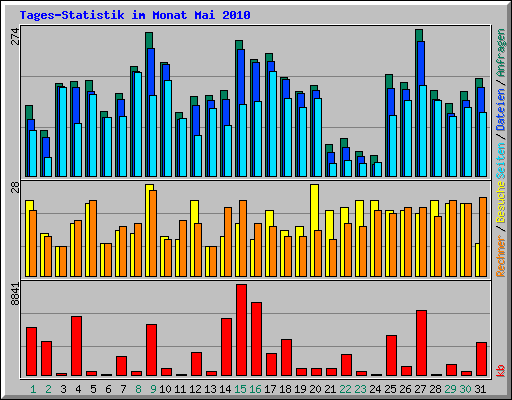 Tages-Statistik im Monat Mai 2010
274
28
8841
Rechner / Besuche Seiten / Dateien / Anfragen
kb
1 2 3 4 5 6 7 8 9 10 11 12 13 14 15 16 17 18 19 20 21 22 23 24 25 26 27 28 29 30 31